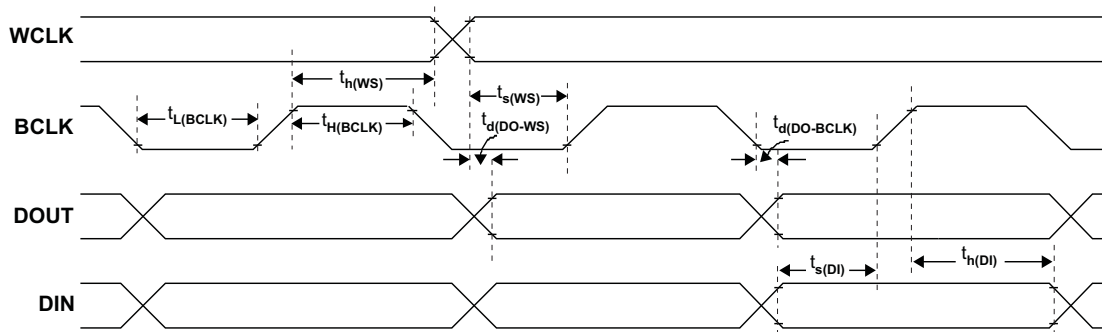 WCLK
th(WS)
ts(WS)
BCLK
tL(BCLK)
tH(BCLK)
td(DO-WS)
td(DO-BCLK)
DOUT
ts(DI)
th(DI)
DIN